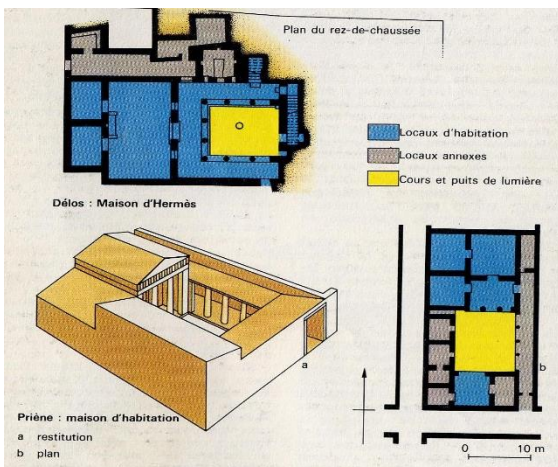 Plan du rez-de-chaussée
Locaux d'habitation
Locaux annexes
Cours et puits de lumière
Délos : Maison d'Hermès
a
b
Priène : maison d'habitation
a restitution
b plan
0 10 m